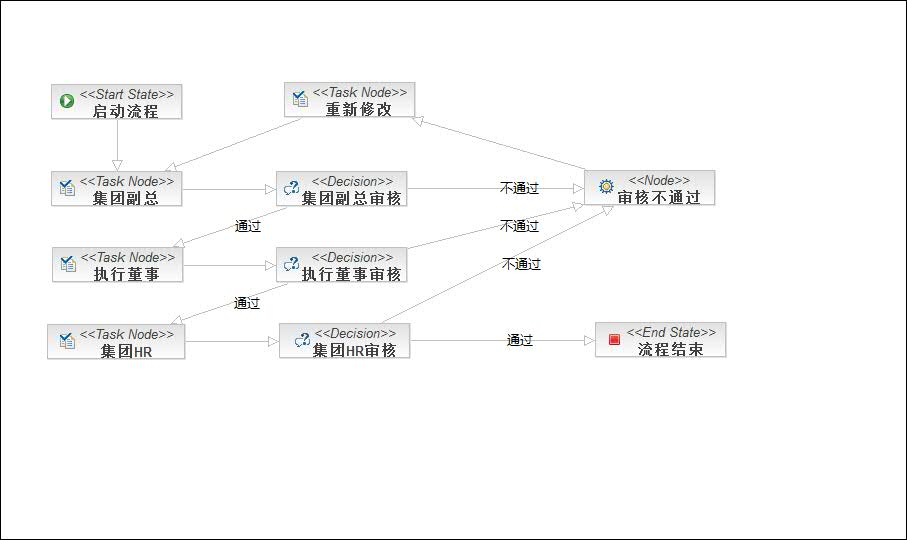 <<Start State>>
启动流程
<<Task Node>>
重新修改
<<Task Node>>
集团副总
<<Decision>>
集团副总审核
不通过
<<Node>>
审核不通过
通过
不通过
<<Task Node>>
执行董事
<<Decision>>
执行董事审核
不通过
通过
<<Task Node>>
集团HR
<<Decision>>
集团HR审核
通过
<<End State>>
流程结束